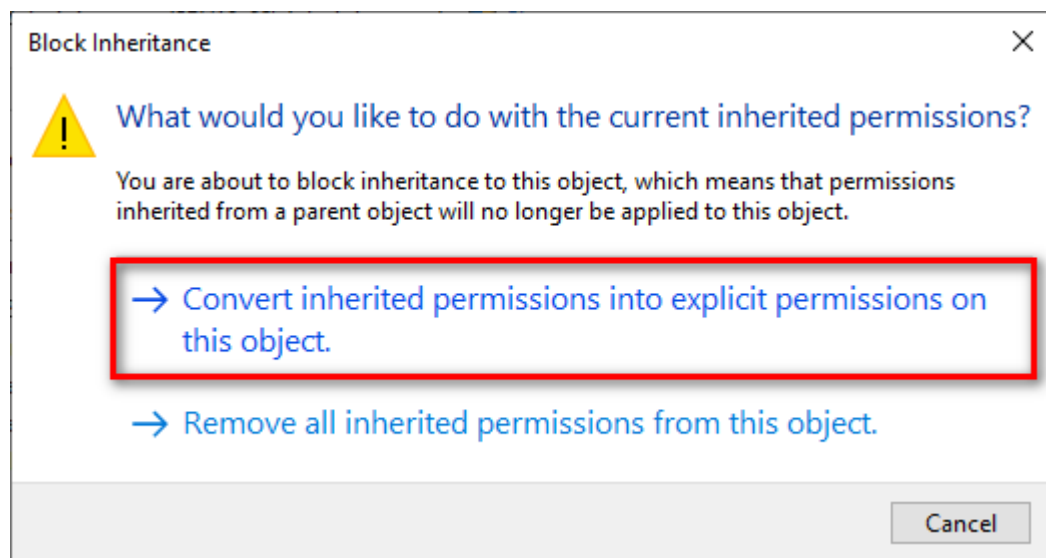 Block Inheritance
What would you like to do with the current inherited permissions?
You are about to block inheritance to this object, which means that permissions
inherited from a parent object will no longer be applied to this object.
Convert inherited permissions into explicit permissions on
this object.
Remove all inherited permissions from this object.
Cancel